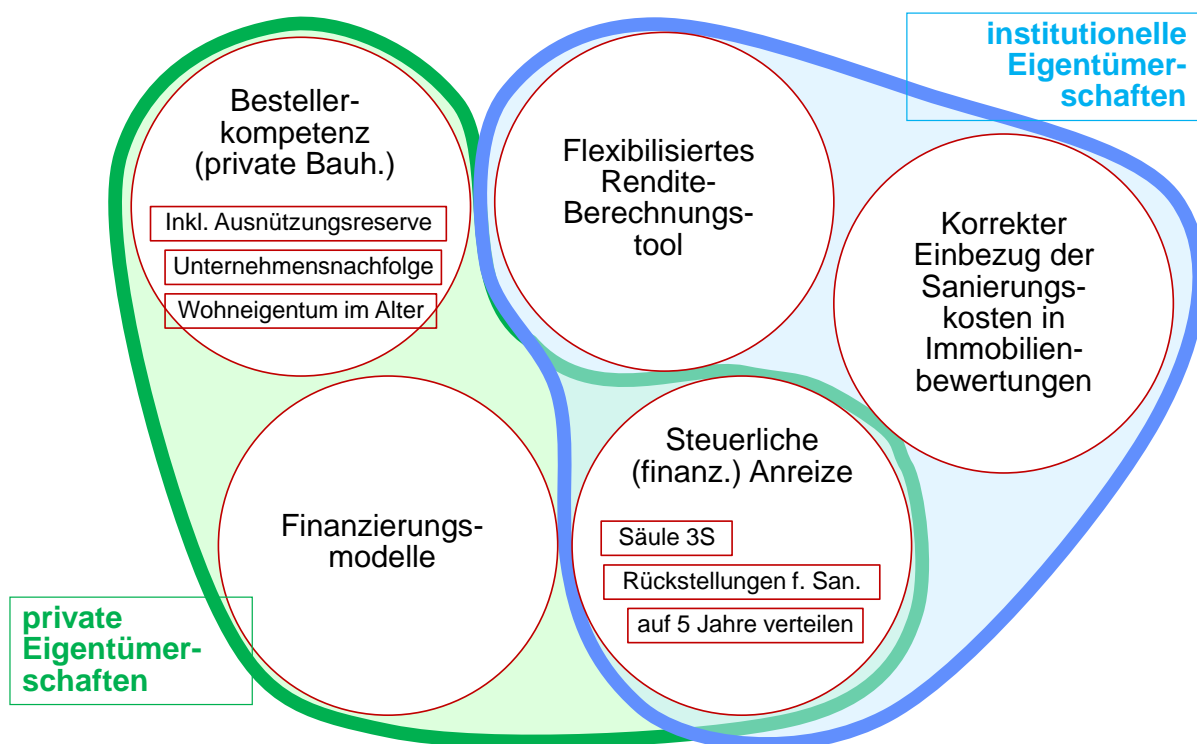 institutionelle
Eigentümer-
schaften
Besteller-
kompetenz
(private Bauh.)
Inkl. Ausnützungsreserve
Unternehmensnachfolge
Wohneigentum im Alter
Flexibilisiertes
Rendite-
Berechnungs-
tool
Korrekter
Einbezug der
Sanierungs-
kosten in
Immobilien-
bewertungen
Finanzierungs-
modelle
Steuerliche
(finanz.) Anreize
Säule 3S
Rückstellungen f. San.
auf 5 Jahre verteilen
private
Eigentümer-
schaften